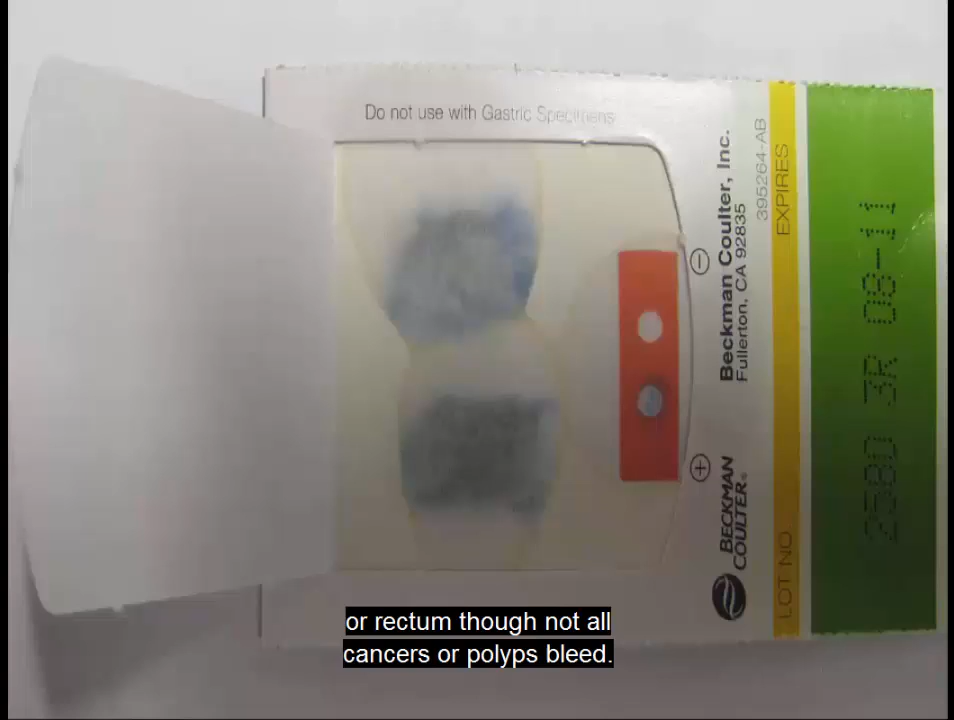 Do not use with Gastric Specimens
Beckman Coulter, Inc.
Fullerton, CA 92835
395264-AB
EXPIRES
LOT NO
2580 3R 08-11
−
+
BECKMAN
COULTER®
or rectum though not all
cancers or polyps bleed.